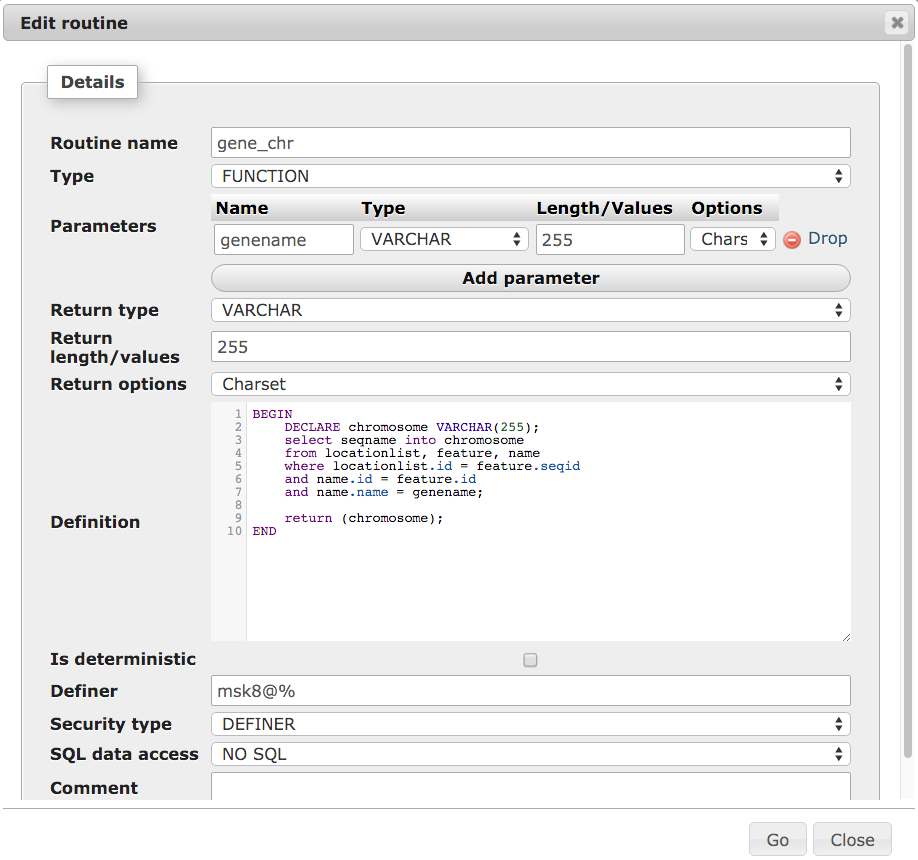 Edit routine
Details
Routine name gene_chr
Type FUNCTION
Name Type Length/Values Options
Parameters
genename VARCHAR 255 Chars Drop
Add parameter
Return type VARCHAR
Return
length/values
255
Return options Charset
1 BEGIN
2 DECLARE chromosome VARCHAR(255);
3 select seqname into chromosome
4 from locationlist, feature, name
5 where locationlist.id = feature.seqid
6 and name.id = feature.id
7 and name.name = genename;
8
Definition
9 return (chromosome);
10 END
Is deterministic
Definer msk8@%
Security type DEFINER
SQL data access NO SQL
Comment
Go Close